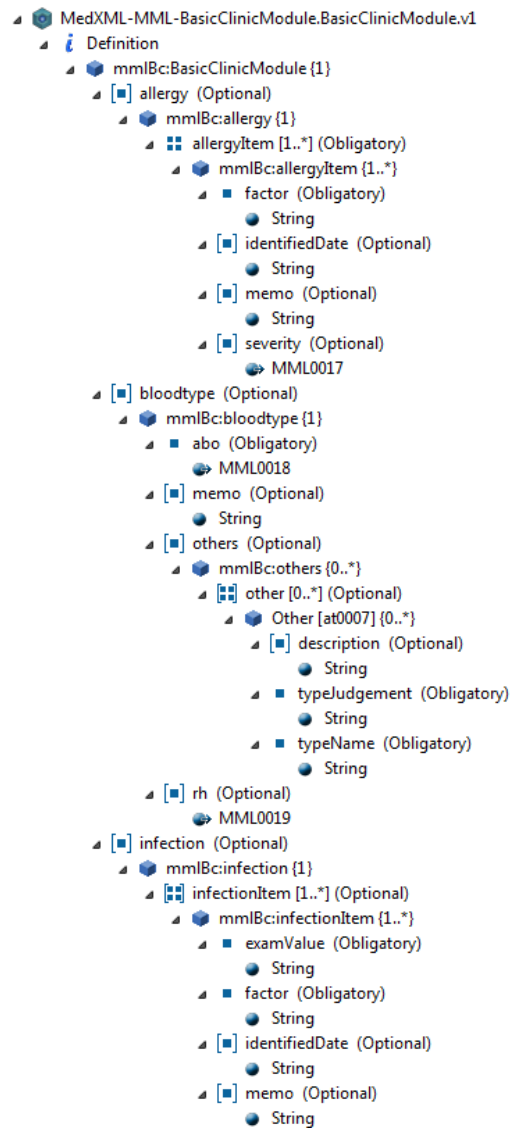 MedXML-MML-BasicClinicModule.BasicClinicModule.v1
Definition
mmlBc:BasicClinicModule {1}
allergy (Optional)
mmlBc:allergy {1}
allergyItem [1..*] (Obligatory)
mmlBc:allergyItem {1..*}
factor (Obligatory)
String
identifiedDate (Optional)
String
memo (Optional)
String
severity (Optional)
MML0017
bloodtype (Optional)
mmlBc:bloodtype {1}
abo (Obligatory)
MML0018
memo (Optional)
String
others (Optional)
mmlBc:others {0..*}
other [0..*] (Optional)
Other [at0007] {0..*}
description (Optional)
String
typeJudgement (Obligatory)
String
typeName (Obligatory)
String
rh (Optional)
MML0019
infection (Optional)
mmlBc:infection {1}
infectionItem [1..*] (Optional)
mmlBc:infectionItem {1..*}
examValue (Obligatory)
String
factor (Obligatory)
String
identifiedDate (Optional)
String
memo (Optional)
String